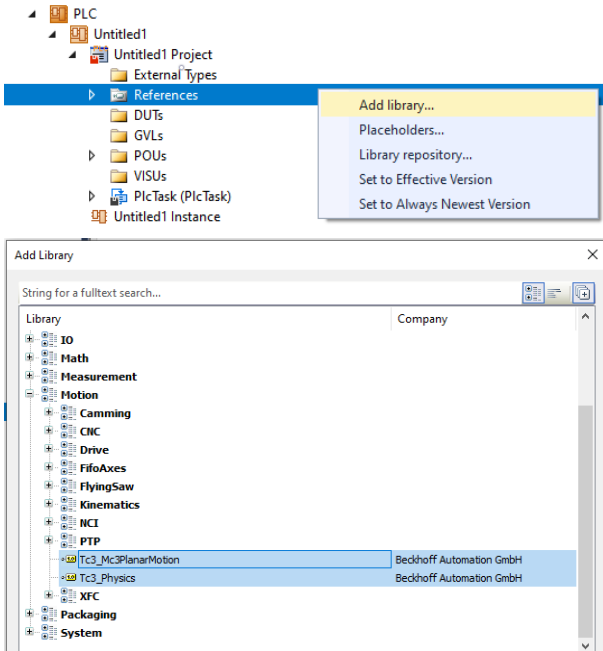 PLC
Untitled1
Untitled1 Project
External Types
References
DUTs
GVLs
POUs
VISUs
PlcTask (PlcTask)
Untitled1 Instance
Add library...
Placeholders...
Library repository...
Set to Effective Version
Set to Always Newest Version
Add Library
String for a fulltext search...
Library Company
IO
Math
Measurement
Motion
Camming
CNC
Drive
FifoAxes
FlyingSaw
Kinematics
NCI
PTP
Tc3_Mc3PlanarMotion Beckhoff Automation GmbH
Tc3_Physics Beckhoff Automation GmbH
XFC
Packaging
System